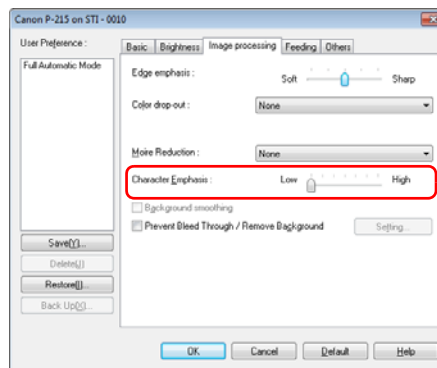 Canon P-215 on STI - 0010
User Preference :
Full Automatic Mode
Save(Y)...
Delete(J)
Restore(I)...
Back Up(X)...
Basic Brightness Image processing Feeding Others
Edge emphasis : Soft Sharp
Color drop-out : None
Moire Reduction : None
Character Emphasis : Low High
Background smoothing
Prevent Bleed Through / Remove Background Setting...
OK Cancel Default Help